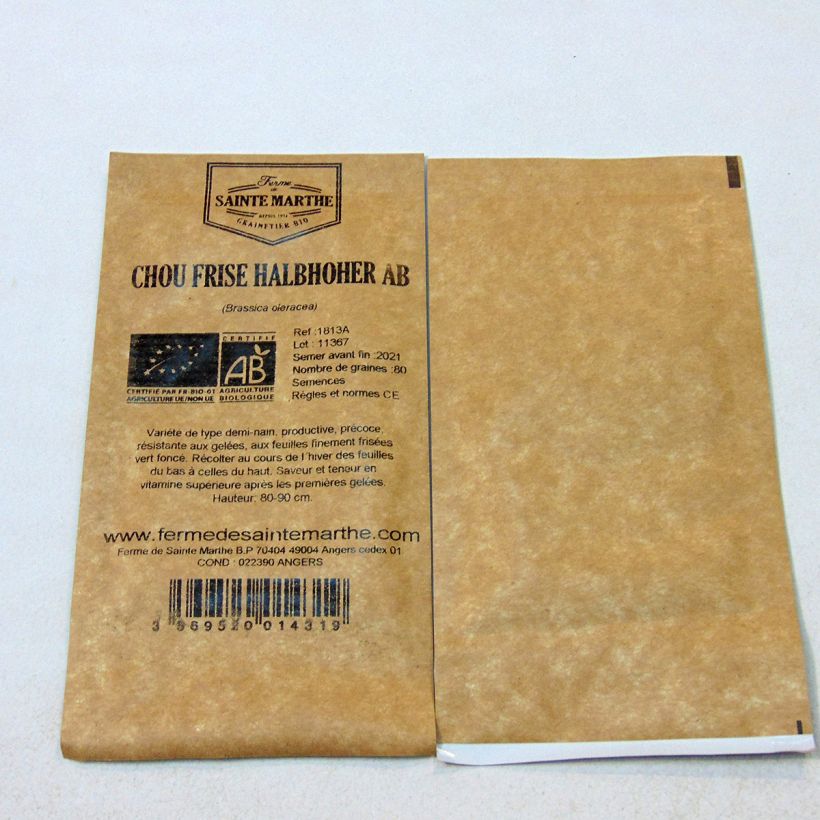 Ferme
de
SAINTE MARTHE
DEPUIS 1974
GRAINETIER BIO
CHOU FRISE HALBHOHER AB
(Brassica oleracea)
CERTIFIÉ
AB
CERTIFIÉ PAR FR-BIO-01
AGRICULTURE UE/NON UE
AGRICULTURE
BIOLOGIQUE
Ref :1813A
Lot : 11367
Semer avant fin :2021
Nombre de graines :80
Semences
Règles et normes CE
Variété de type demi-nain, productive, précoce,
résistante aux gelées, aux feuilles finement frisées
vert foncé. Récolter au cours de l'hiver des feuilles
du bas à celles du haut. Saveur et teneur en
vitamine supérieure après les premières gelées.
Hauteur: 80-90 cm.
www.fermedesaintemarthe.com
Ferme de Sainte Marthe B.P 70404 49004 Angers cedex 01
COND : 022390 ANGERS
3 969520 014319